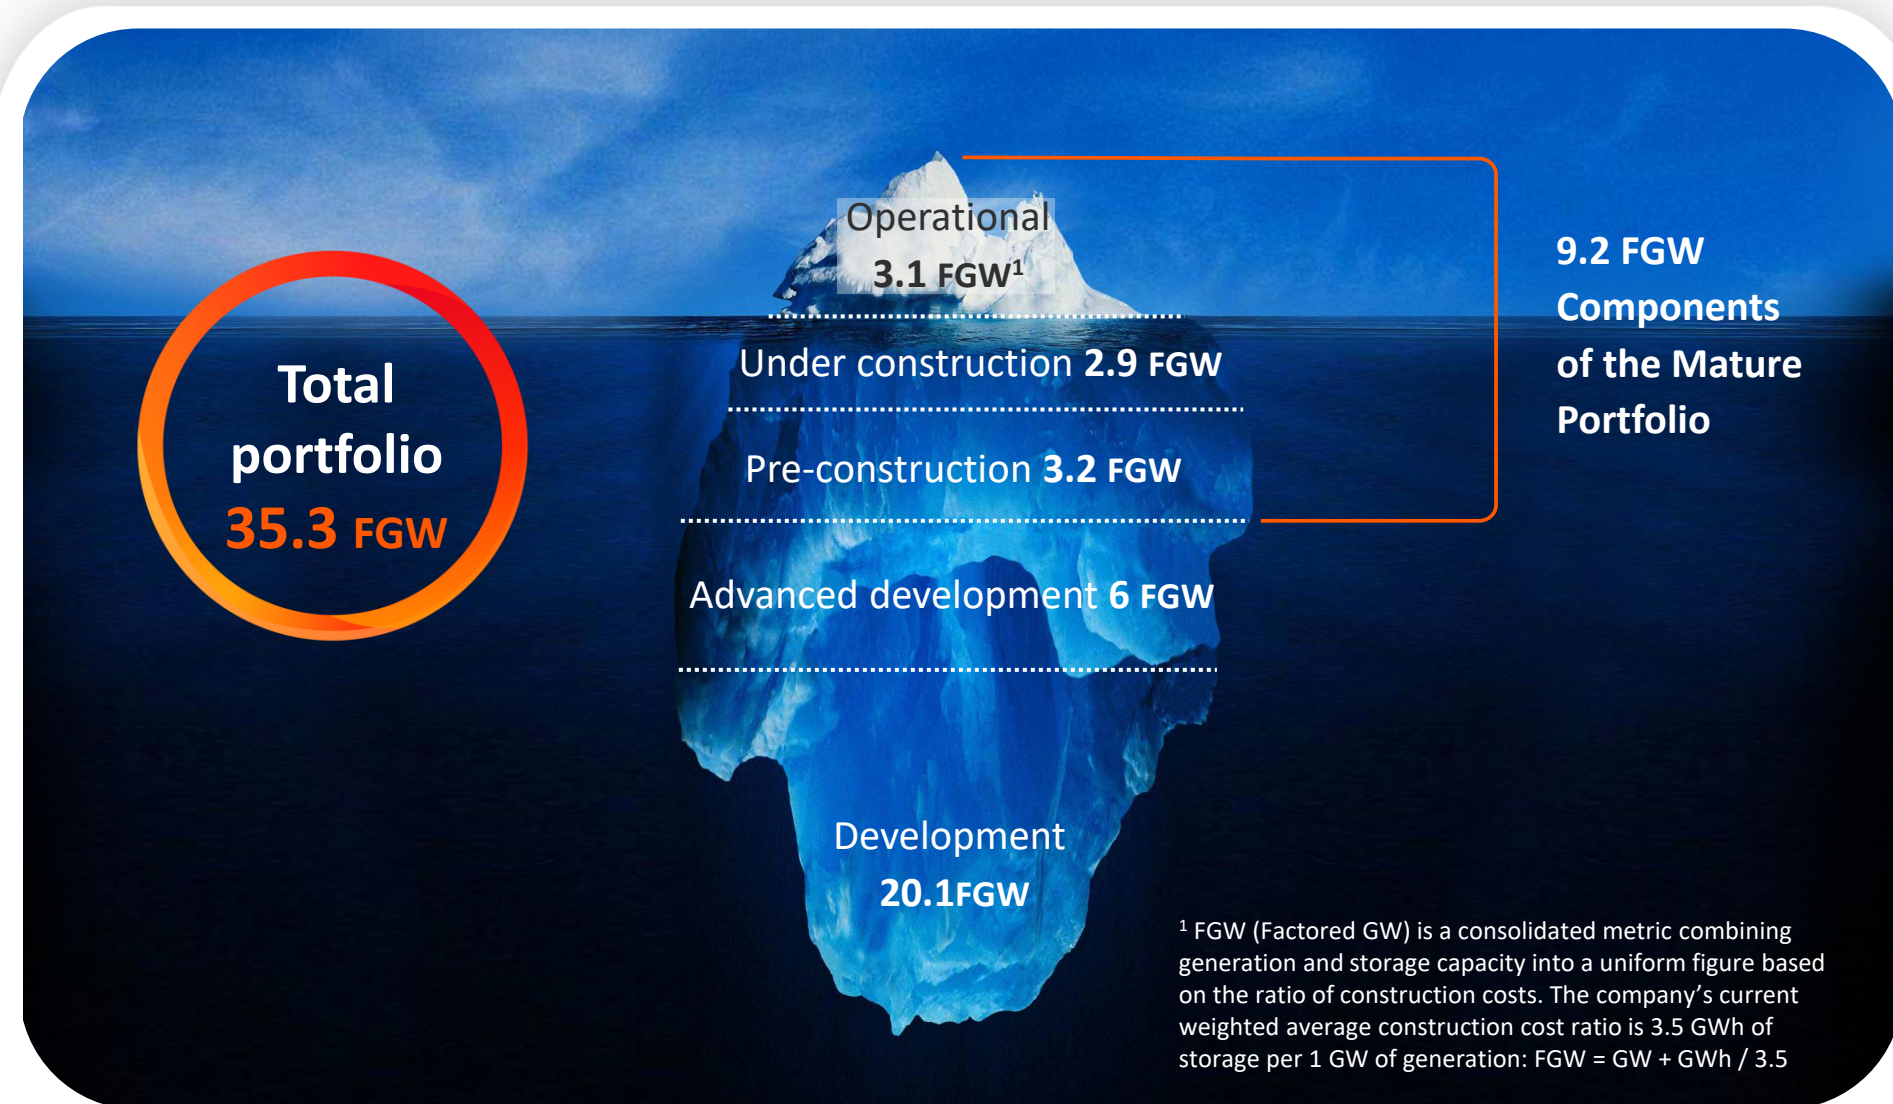 Total
portfolio
35.3 FGW
Operational
3.1 FGW¹
Under construction 2.9 FGW
Pre-construction 3.2 FGW
Advanced development 6 FGW
Development
20.1FGW
9.2 FGW
Components
of the Mature
Portfolio
¹ FGW (Factored GW) is a consolidated metric combining
generation and storage capacity into a uniform figure based
on the ratio of construction costs. The company’s current
weighted average construction cost ratio is 3.5 GWh of
storage per 1 GW of generation: FGW = GW + GWh / 3.5